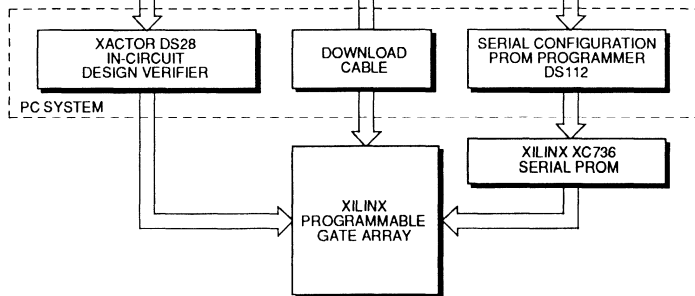 XACTOR DS28
IN-CIRCUIT
DESIGN VERIFIER
DOWNLOAD
CABLE
SERIAL CONFIGURATION
PROM PROGRAMMER
DS112
PC SYSTEM
XILINX XC736
SERIAL PROM
XILINX
PROGRAMMABLE
GATE ARRAY